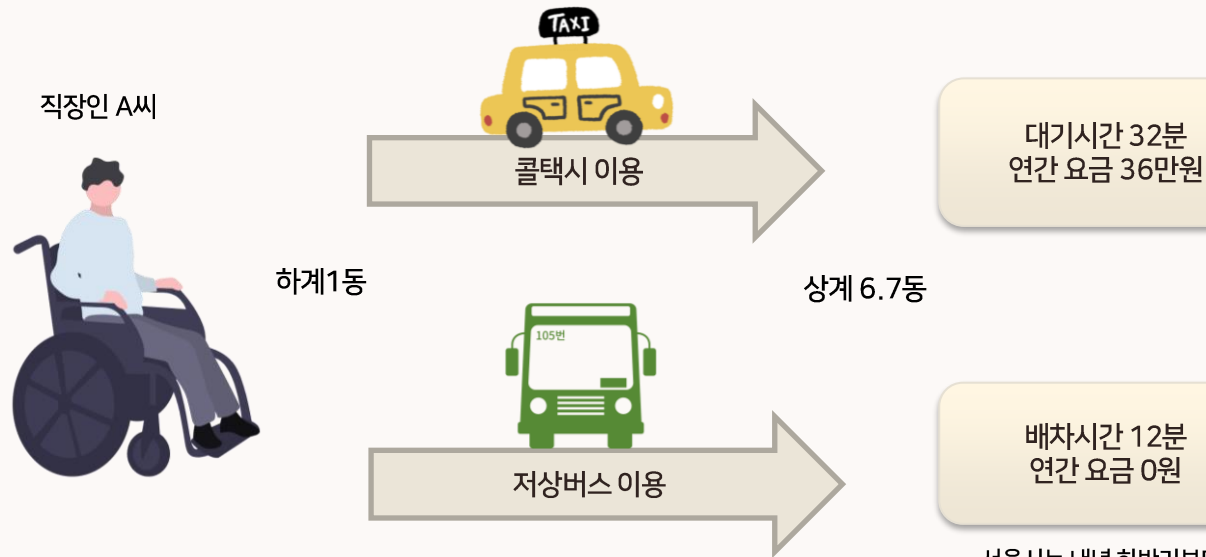 TAXI
직장인 A씨
콜택시 이용
대기시간 32분
연간 요금 36만원
하계1동
상계 6.7동
105번
저상버스 이용
배차시간 12분
연간 요금 0원